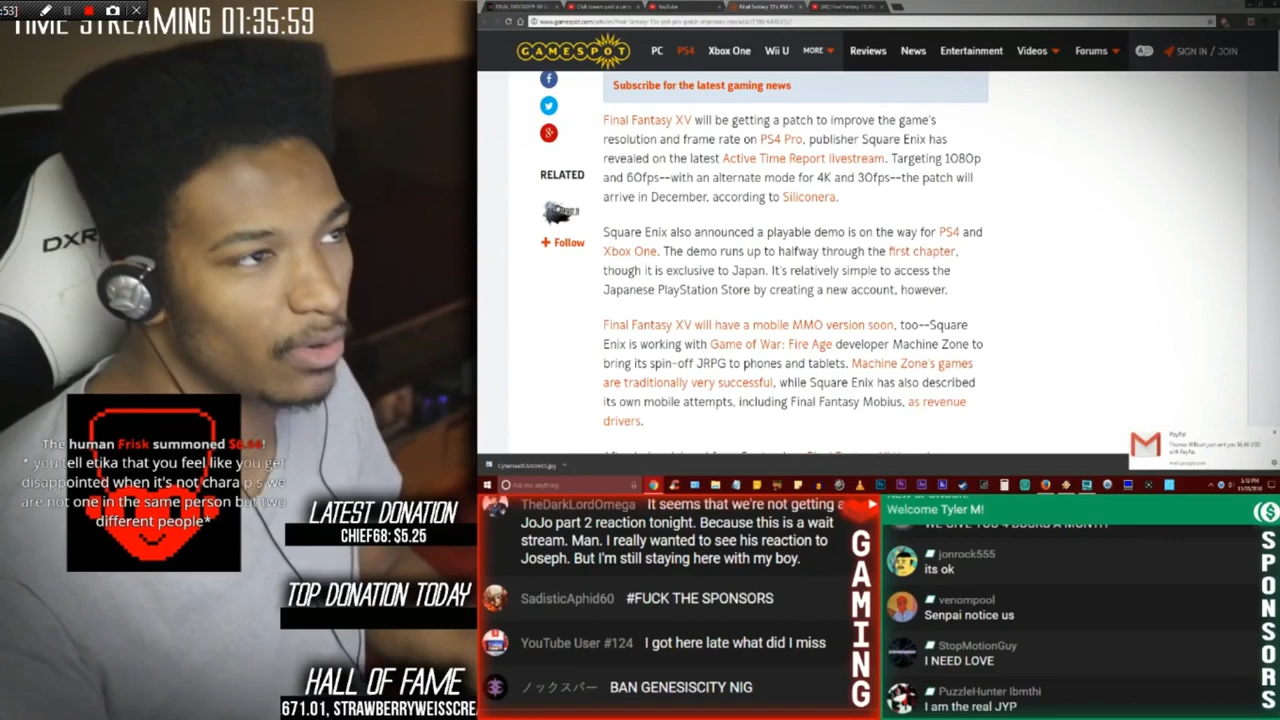 TIME STREAMING 01:35:59
www.gamespot.com
GAMESPOT
PC
PS4
Xbox One
Wii U
MORE
Reviews
News
Entertainment
Videos
Forums
SIGN IN / JOIN
Subscribe for the latest gaming news
Final Fantasy XV will be getting a patch to improve the game's
resolution and frame rate on PS4 Pro, publisher Square Enix has
revealed on the latest Active Time Report livestream. Targeting 1080p
and 60fps--with an alternate mode for 4K and 30fps--the patch will
arrive in December, according to Siliconera.
RELATED
+ Follow
Square Enix also announced a playable demo is on the way for PS4 and
Xbox One. The demo runs up to halfway through the first chapter,
though it is exclusive to Japan. It's relatively simple to access the
Japanese PlayStation Store by creating a new account, however.
Final Fantasy XV will have a mobile MMO version soon, too--Square
Enix is working with Game of War: Fire Age developer Machine Zone to
bring its spin-off JRPG to phones and tablets. Machine Zone's games
are traditionally very successful, while Square Enix has also described
its own mobile attempts, including Final Fantasy Mobius, as revenue
drivers.
PayPal
Ask me anything
DXR
The human Frisk summoned $6.66!
* you tell etika that you feel like you get
disappointed when it's not chara p.s we
are not one in the same person but two
different people*
LATEST DONATION
CHIEF68: $5.25
TOP DONATION TODAY
HALL OF FAME
671.01, STRAWBERRYWEISSCRE
TheDarkLordOmega It seems that we're not getting a
JoJo part 2 reaction tonight. Because this is a wait
stream. Man. I really wanted to see his reaction to
Joseph. But I'm still staying here with my boy.
SadisticAphid60 #FUCK THE SPONSORS
YouTube User #124 I got here late what did I miss
ノックスパー BAN GENESISCITY NIG
GAMING
Welcome Tyler M!
jonrock555
its ok
venompool
Senpai notice us
StopMotionGuy
I NEED LOVE
PuzzleHunter Ibmthi
I am the real JYP
SPONSORS